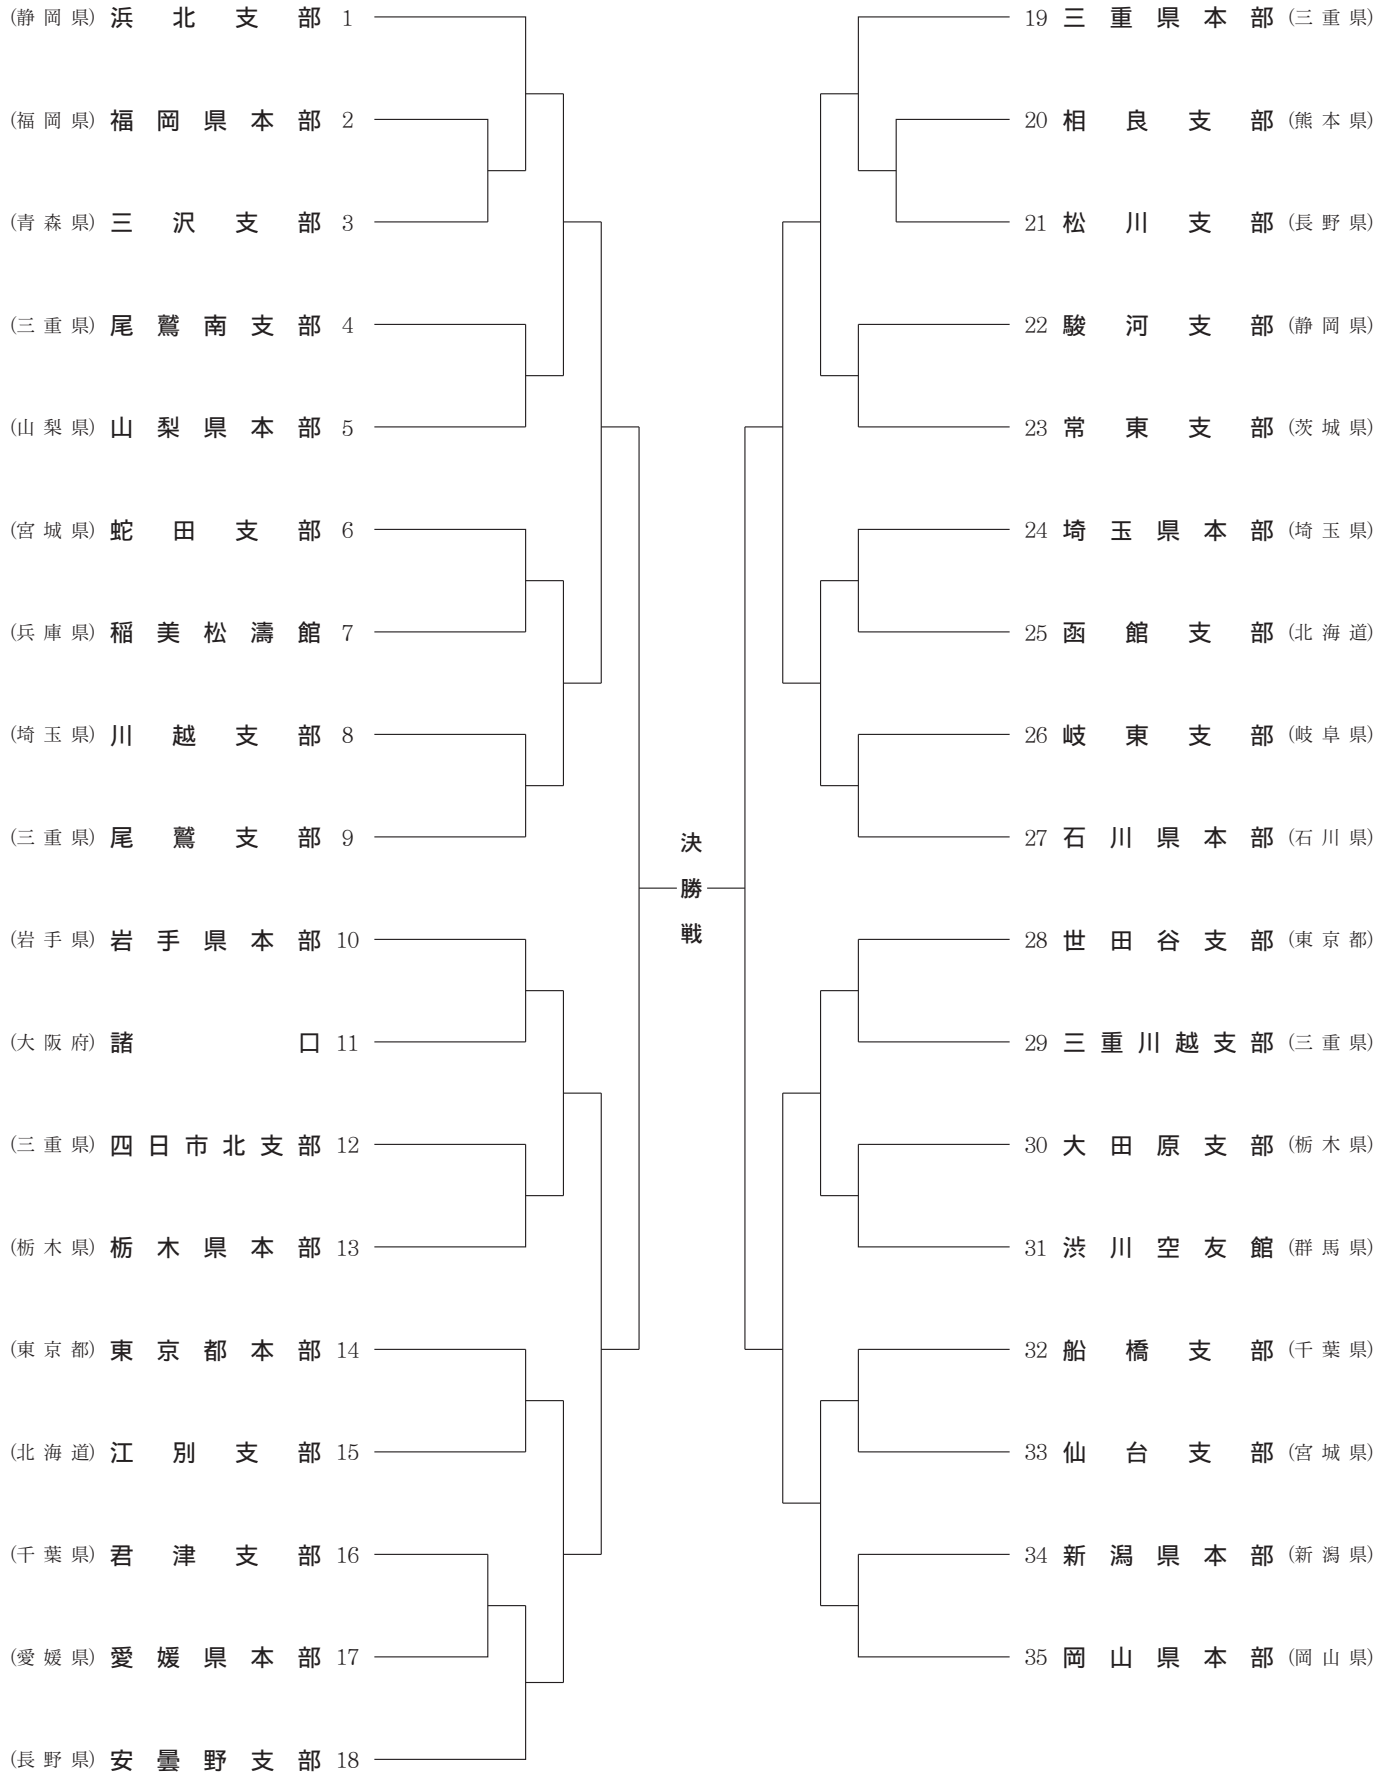 (静岡県) 浜北支部 1
(福岡県) 福岡県本部 2
(青森県) 三沢支部 3
(三重県) 尾鷲南支部 4
(山梨県) 山梨県本部 5
(宮城県) 蛇田支部 6
(兵庫県) 稲美松濤館 7
(埼玉県) 川越支部 8
(三重県) 尾鷲支部 9
(岩手県) 岩手県本部 10
(大阪府) 諸口 11
(三重県) 四日市北支部 12
(栃木県) 栃木県本部 13
(東京都) 東京都本部 14
(北海道) 江別支部 15
(千葉県) 君津支部 16
(愛媛県) 愛媛県本部 17
(長野県) 安曇野支部 18
決勝戦
19 三重県本部 (三重県)
20 相良支部 (熊本県)
21 松川支部 (長野県)
22 駿河支部 (静岡県)
23 常東支部 (茨城県)
24 埼玉県本部 (埼玉県)
25 函館支部 (北海道)
26 岐東支部 (岐阜県)
27 石川県本部 (石川県)
28 世田谷支部 (東京都)
29 三重川越支部 (三重県)
30 大田原支部 (栃木県)
31 渋川空友館 (群馬県)
32 船橋支部 (千葉県)
33 仙台支部 (宮城県)
34 新潟県本部 (新潟県)
35 岡山県本部 (岡山県)